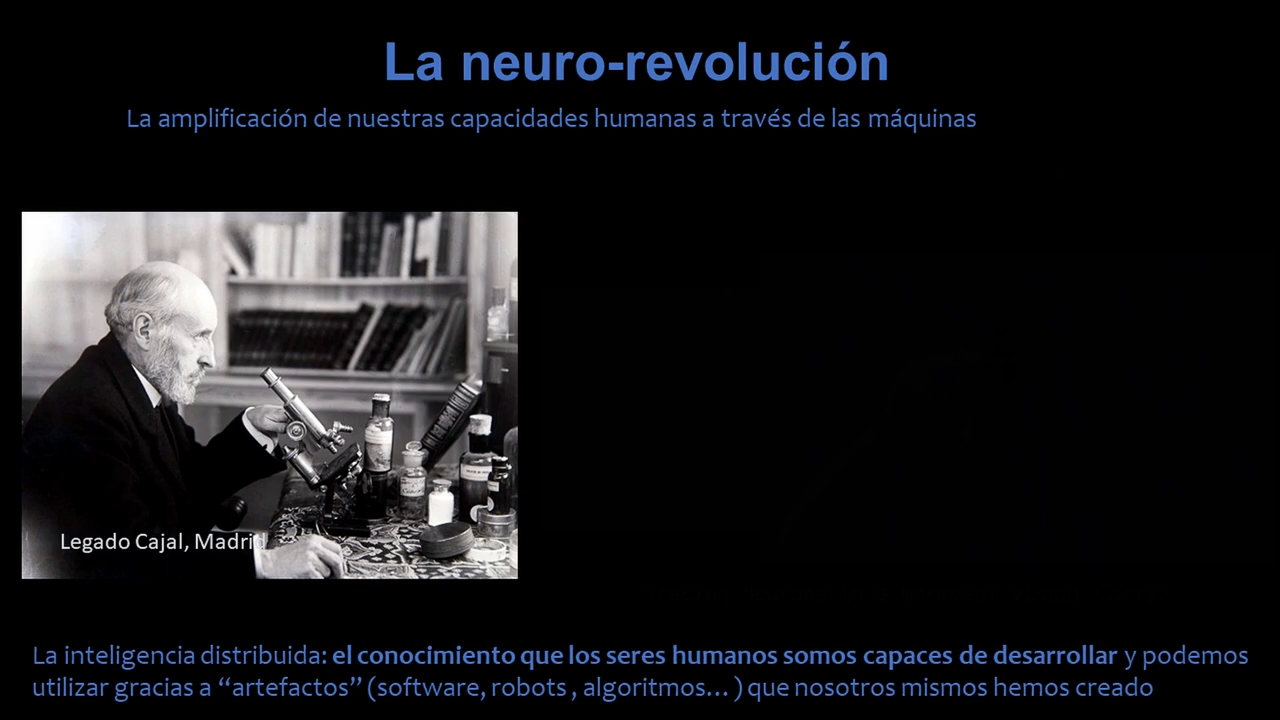 La neuro-revolución
La amplificación de nuestras capacidades humanas a través de las máquinas
Legado Cajal, Madrid
La inteligencia distribuida: el conocimiento que los seres humanos somos capaces de desarrollar y podemos
utilizar gracias a “artefactos” (software, robots , algoritmos… ) que nosotros mismos hemos creado